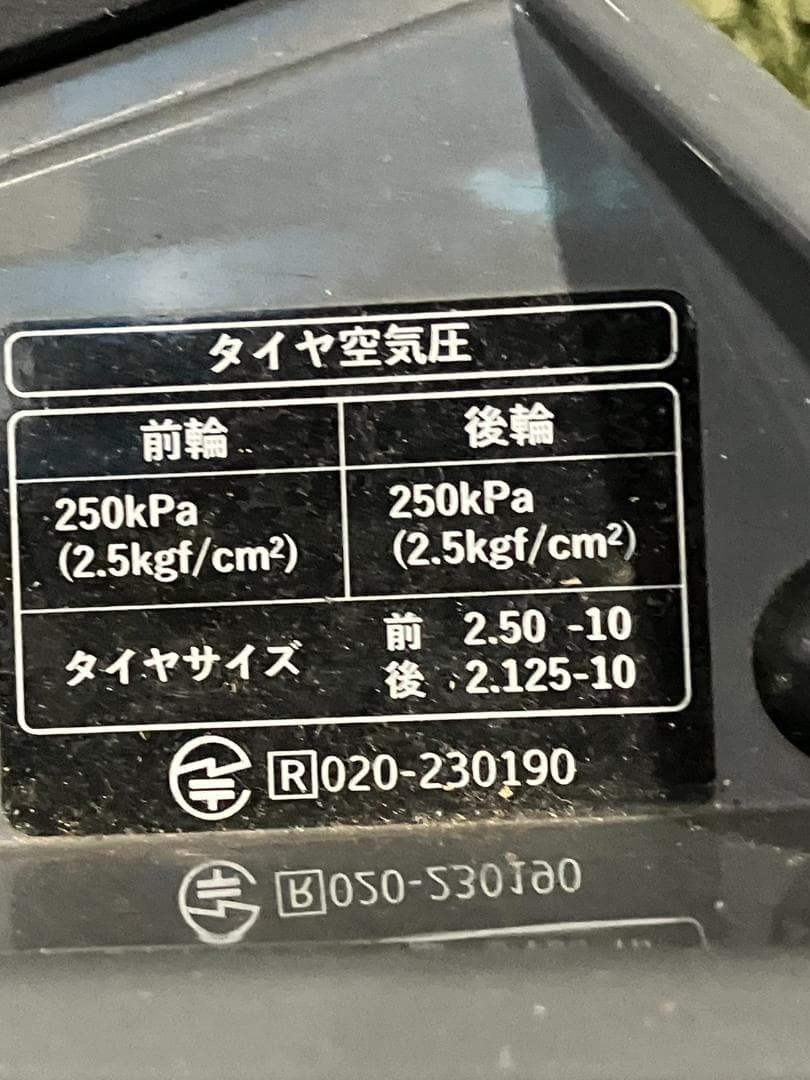 タイヤ空気圧
前輪 後輪
250kPa 250kPa
(2.5kgf/cm²) (2.5kgf/cm²)
タイヤサイズ
前 2.50 -10
後 2.125-10
R 020-230190